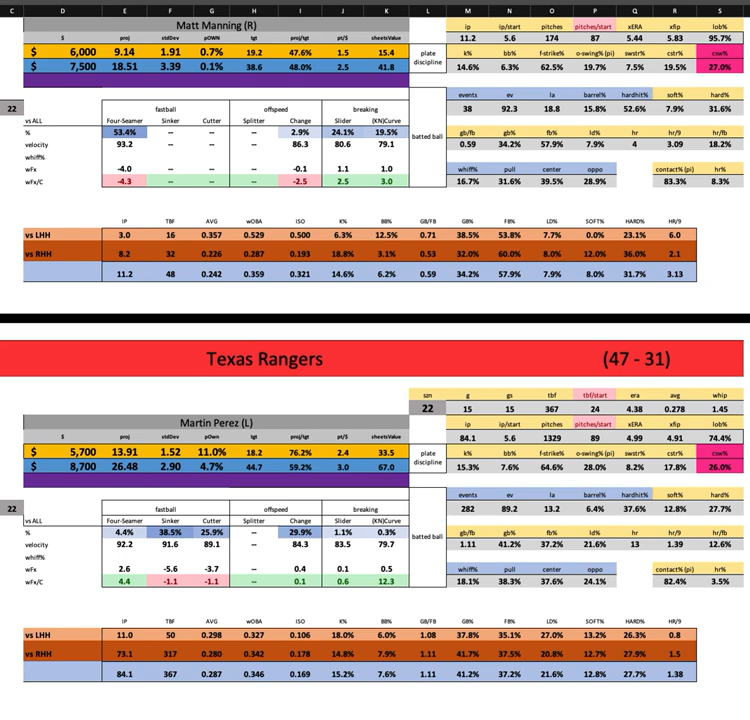 C D E F G H I J K L M N O P Q R S
Matt Manning (R) ip ip/start pitches pitches/start xERA xfip lob%
$ proj stdDev pOWN tgt proj/tgt pt/$ sheetsValue 11.2 5.6 174 87 5.44 5.83 95.7%
$ 6,000 9.14 1.91 0.7% 19.2 47.6% 1.5 15.4 plate discipline k% bb% f-strike% o-swing% (pi) swstr% cstr% csw%
$ 7,500 18.51 3.39 0.1% 38.6 48.0% 2.5 41.8 14.6% 6.3% 62.5% 19.7% 7.5% 19.5% 27.0%
events ev la barrel% hardhit% soft% hard%
22 fastball offspeed breaking 38 92.3 18.8 15.8% 52.6% 7.9% 31.6%
vs ALL Four-Seamer Sinker Cutter Splitter Change Slider (KN)Curve
% 53.4% -- -- -- 2.9% 24.1% 19.5% batted ball gb/fb gb% fb% ld% hr hr/9 hr/fb
velocity 93.2 -- -- -- 86.3 80.6 79.1 0.59 34.2% 57.9% 7.9% 4 3.09 18.2%
whiff%
wFx -4.0 -- -- -- -0.1 1.1 1.0 whiff% pull center oppo contact% (pi) hr%
wFx/C -4.3 -- -- -- -2.5 2.5 3.0 16.7% 31.6% 39.5% 28.9% 83.3% 8.3%
IP TBF AVG wOBA ISO K% BB% GB/FB GB% FB% LD% SOFT% HARD% HR/9
vs LHH 3.0 16 0.357 0.529 0.500 6.3% 12.5% 0.71 38.5% 53.8% 7.7% 0.0% 23.1% 6.0
vs RHH 8.2 32 0.226 0.287 0.193 18.8% 3.1% 0.53 32.0% 60.0% 8.0% 12.0% 36.0% 2.1
11.2 48 0.242 0.359 0.321 14.6% 6.2% 0.59 34.2% 57.9% 7.9% 8.0% 31.7% 3.13
Texas Rangers (47 - 31)
szn g gs tbf tbf/start era avg whip
22 15 15 367 24 4.38 0.278 1.45
Martin Perez (L) ip ip/start pitches pitches/start xERA xfip lob%
$ proj stdDev pOwn tgt proj/tgt pt/$ sheetsValue 84.1 5.6 1329 89 4.99 4.91 74.4%
$ 5,700 13.91 1.52 11.0% 18.2 76.2% 2.4 33.5 plate discipline k% bb% f-strike% o-swing% (pi) swstr% cstr% csw%
$ 8,700 26.48 2.90 4.7% 44.7 59.2% 3.0 67.0 15.3% 7.6% 64.6% 28.0% 8.2% 17.8% 26.0%
events ev la barrel% hardhit% soft% hard%
22 fastball offspeed breaking 282 89.2 13.2 6.4% 37.6% 12.8% 27.7%
vs ALL Four-Seamer Sinker Cutter Splitter Change Slider (KN)Curve
% 4.4% 38.5% 25.9% -- 29.9% 1.1% 0.3% batted ball gb/fb gb% fb% ld% hr hr/9 hr/fb
velocity 92.2 91.6 89.1 -- 84.3 83.5 79.7 1.11 41.2% 37.2% 21.6% 13 1.39 12.6%
whiff%
wFx 2.6 -5.6 -3.7 -- 0.4 0.1 0.5 whiff% pull center oppo contact% (pi) hr%
wFx/C 4.4 -1.1 -1.1 -- 0.1 0.6 12.3 18.1% 38.3% 37.6% 24.1% 82.4% 3.5%
IP TBF AVG wOBA ISO K% BB% GB/FB GB% FB% LD% SOFT% HARD% HR/9
vs LHH 11.0 50 0.298 0.327 0.106 18.0% 6.0% 1.08 37.8% 35.1% 27.0% 13.2% 26.3% 0.8
vs RHH 73.1 317 0.280 0.342 0.178 14.8% 7.9% 1.11 41.7% 37.5% 20.8% 12.7% 27.9% 1.5
84.1 367 0.287 0.346 0.169 15.2% 7.6% 1.11 41.2% 37.2% 21.6% 12.8% 27.7% 1.38